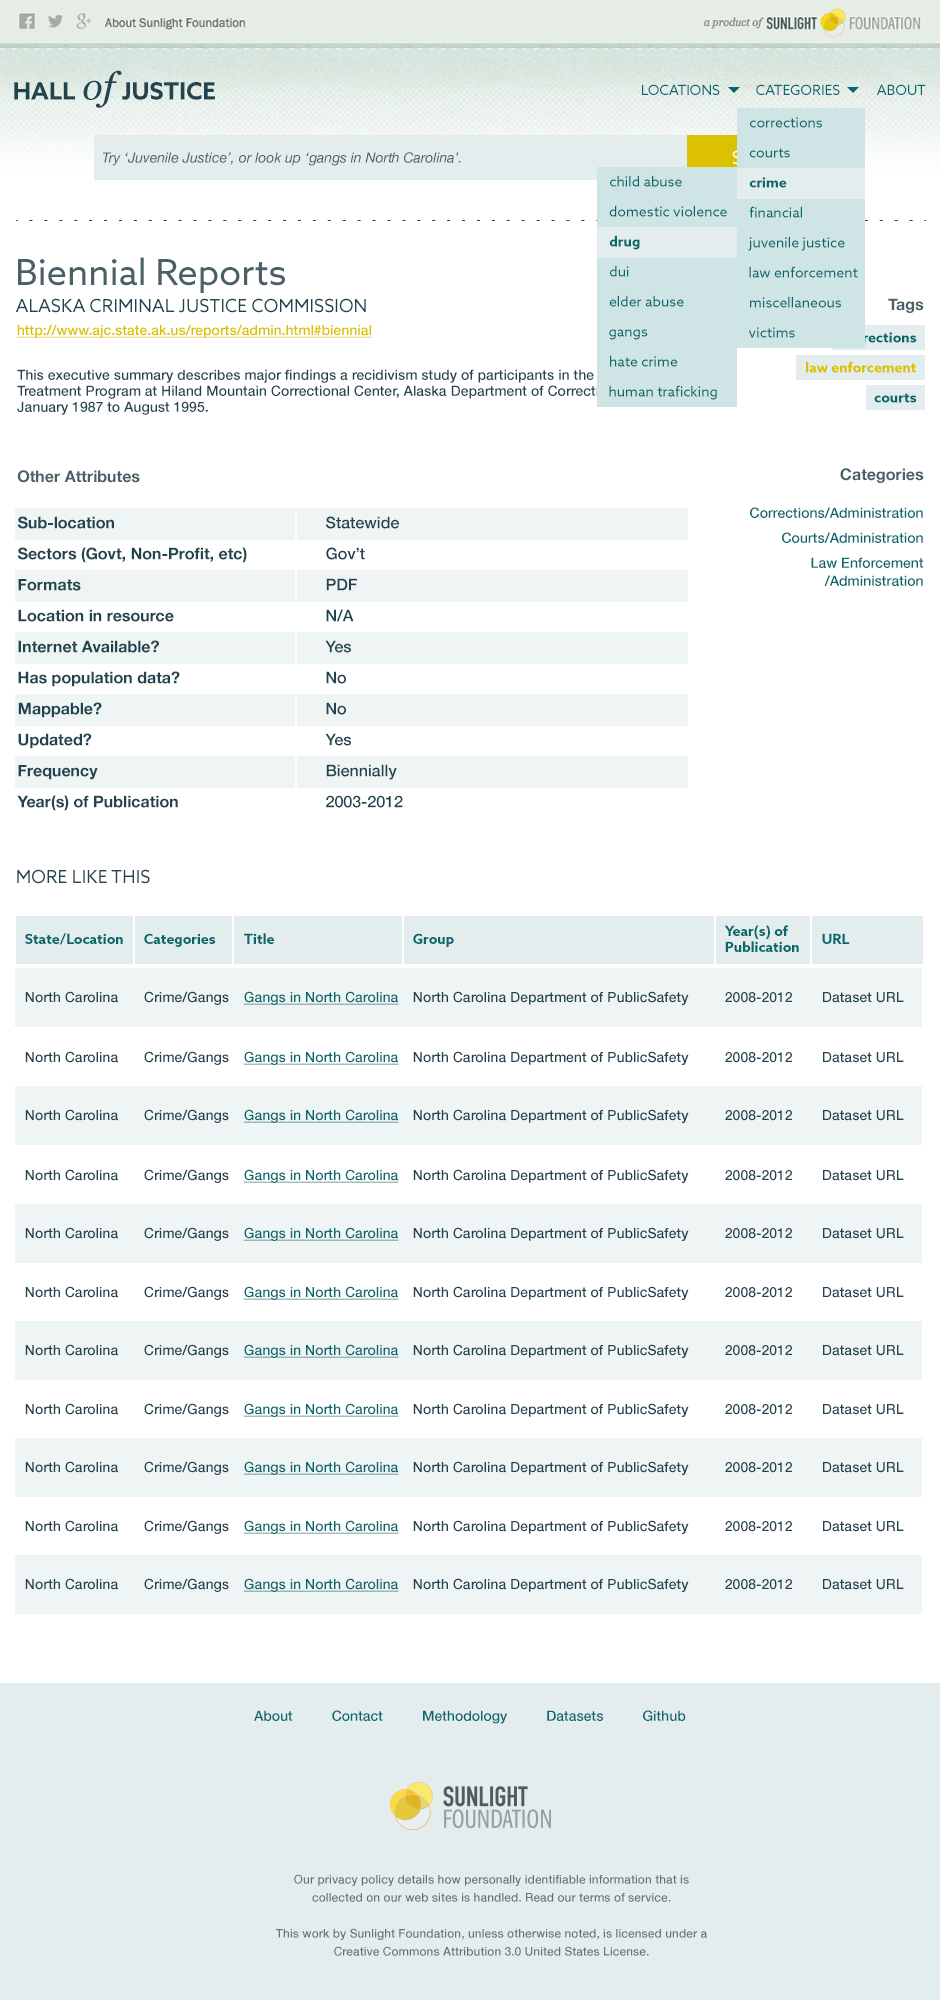 About Sunlight Foundation
a product of SUNLIGHT FOUNDATION
HALL of JUSTICE
LOCATIONS
CATEGORIES
ABOUT
Try ‘Juvenile Justice’, or look up ‘gangs in North Carolina’.
corrections
courts
crime
financial
juvenile justice
law enforcement
miscellaneous
victims
child abuse
domestic violence
drug
dui
elder abuse
gangs
hate crime
human traficking
Biennial Reports
ALASKA CRIMINAL JUSTICE COMMISSION
http://www.ajc.state.ak.us/reports/admin.html#biennial
This executive summary describes major findings a recidivism study of participants in the
Treatment Program at Hiland Mountain Correctional Center, Alaska Department of Correct
January 1987 to August 1995.
Tags
rections
law enforcement
courts
Other Attributes
Sub-location Statewide
Sectors (Govt, Non-Profit, etc) Gov’t
Formats PDF
Location in resource N/A
Internet Available? Yes
Has population data? No
Mappable? No
Updated? Yes
Frequency Biennially
Year(s) of Publication 2003-2012
Categories
Corrections/Administration
Courts/Administration
Law Enforcement
/Administration
MORE LIKE THIS
State/Location Categories Title Group Year(s) of Publication URL
North Carolina Crime/Gangs Gangs in North Carolina North Carolina Department of PublicSafety 2008-2012 Dataset URL
North Carolina Crime/Gangs Gangs in North Carolina North Carolina Department of PublicSafety 2008-2012 Dataset URL
North Carolina Crime/Gangs Gangs in North Carolina North Carolina Department of PublicSafety 2008-2012 Dataset URL
North Carolina Crime/Gangs Gangs in North Carolina North Carolina Department of PublicSafety 2008-2012 Dataset URL
North Carolina Crime/Gangs Gangs in North Carolina North Carolina Department of PublicSafety 2008-2012 Dataset URL
North Carolina Crime/Gangs Gangs in North Carolina North Carolina Department of PublicSafety 2008-2012 Dataset URL
North Carolina Crime/Gangs Gangs in North Carolina North Carolina Department of PublicSafety 2008-2012 Dataset URL
North Carolina Crime/Gangs Gangs in North Carolina North Carolina Department of PublicSafety 2008-2012 Dataset URL
North Carolina Crime/Gangs Gangs in North Carolina North Carolina Department of PublicSafety 2008-2012 Dataset URL
North Carolina Crime/Gangs Gangs in North Carolina North Carolina Department of PublicSafety 2008-2012 Dataset URL
North Carolina Crime/Gangs Gangs in North Carolina North Carolina Department of PublicSafety 2008-2012 Dataset URL
About Contact Methodology Datasets Github
SUNLIGHT
FOUNDATION
Our privacy policy details how personally identifiable information that is
collected on our web sites is handled. Read our terms of service.
This work by Sunlight Foundation, unless otherwise noted, is licensed under a
Creative Commons Attribution 3.0 United States License.